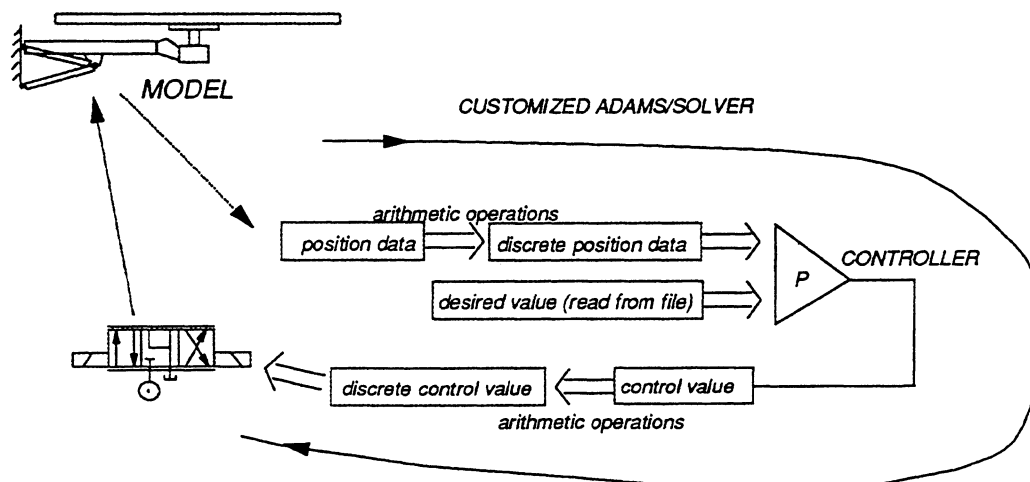 MODEL
CUSTOMIZED ADAMS/SOLVER
arithmetic operations
position data
discrete position data
CONTROLLER
P
desired value (read from file)
discrete control value
control value
arithmetic operations